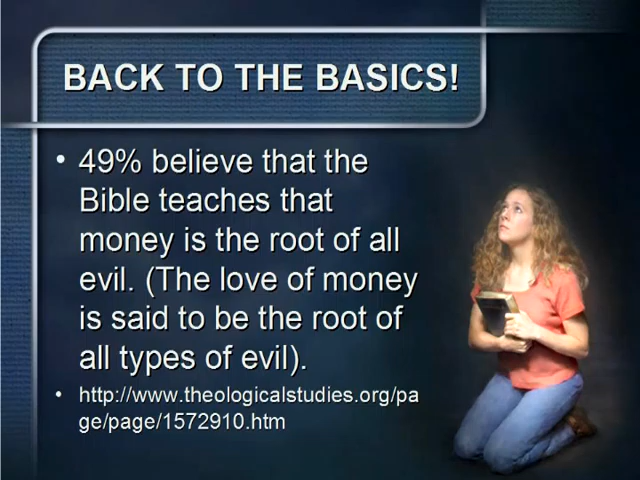 BACK TO THE BASICS!
• 49% believe that the
Bible teaches that
money is the root of all
evil. (The love of money
is said to be the root of
all types of evil).
• http://www.theologicalstudies.org/pa
ge/page/1572910.htm